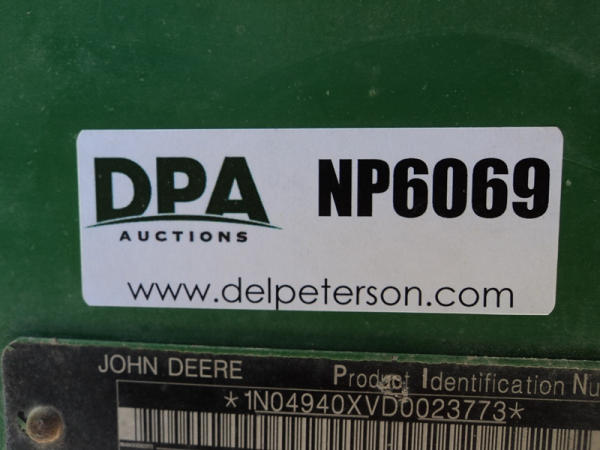 DPA NP6069
AUCTIONS
www.delpeterson.com
JOHN DEERE Product Identification Nu
*1N04940XVD0023773*